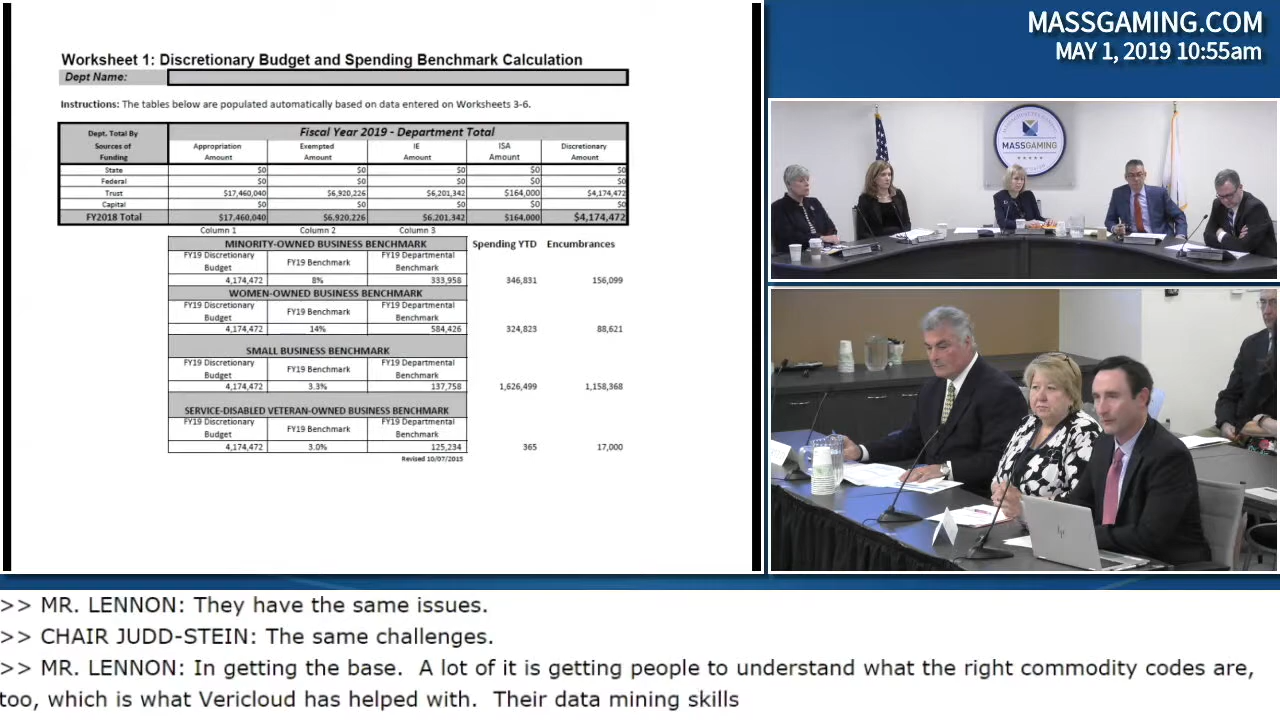 MASSGAMING.COM
MAY 1, 2019 10:55am
Worksheet 1: Discretionary Budget and Spending Benchmark Calculation
Dept Name:
Instructions: The tables below are populated automatically based on data entered on Worksheets 3-6.
Dept. Total By Sources of Funding
Fiscal Year 2019 - Department Total
Appropriation Amount Exempted Amount IE Amount ISA Amount Discretionary Amount
State $0 $0 $0 $0 $0
Federal $0 $0 $0 $0 $0
Trust $17,460,040 $6,920,226 $6,201,342 $164,000 $4,174,472
Capital $0 $0 $0 $0 $0
FY2018 Total $17,460,040 $6,920,226 $6,201,342 $164,000 $4,174,472
Column 1 Column 2 Column 3
MINORITY-OWNED BUSINESS BENCHMARK Spending YTD Encumbrances
FY19 Discretionary Budget FY19 Benchmark FY19 Departmental Benchmark
4,174,472 8% 333,958 346,831 156,099
WOMEN-OWNED BUSINESS BENCHMARK
FY19 Discretionary Budget FY19 Benchmark FY19 Departmental Benchmark
4,174,472 14% 584,426 324,823 88,621
SMALL BUSINESS BENCHMARK
FY19 Discretionary Budget FY19 Benchmark FY19 Departmental Benchmark
4,174,472 3.3% 137,758 1,626,499 1,158,368
SERVICE-DISABLED VETERAN-OWNED BUSINESS BENCHMARK
FY19 Discretionary Budget FY19 Benchmark FY19 Departmental Benchmark
4,174,472 3.0% 125,234 365 17,000
Revised 10/07/2015
MASSGAMING
>> MR. LENNON: They have the same issues.
>> CHAIR JUDD-STEIN: The same challenges.
>> MR. LENNON: In getting the base. A lot of it is getting people to understand what the right commodity codes are,
too, which is what Vericloud has helped with. Their data mining skills